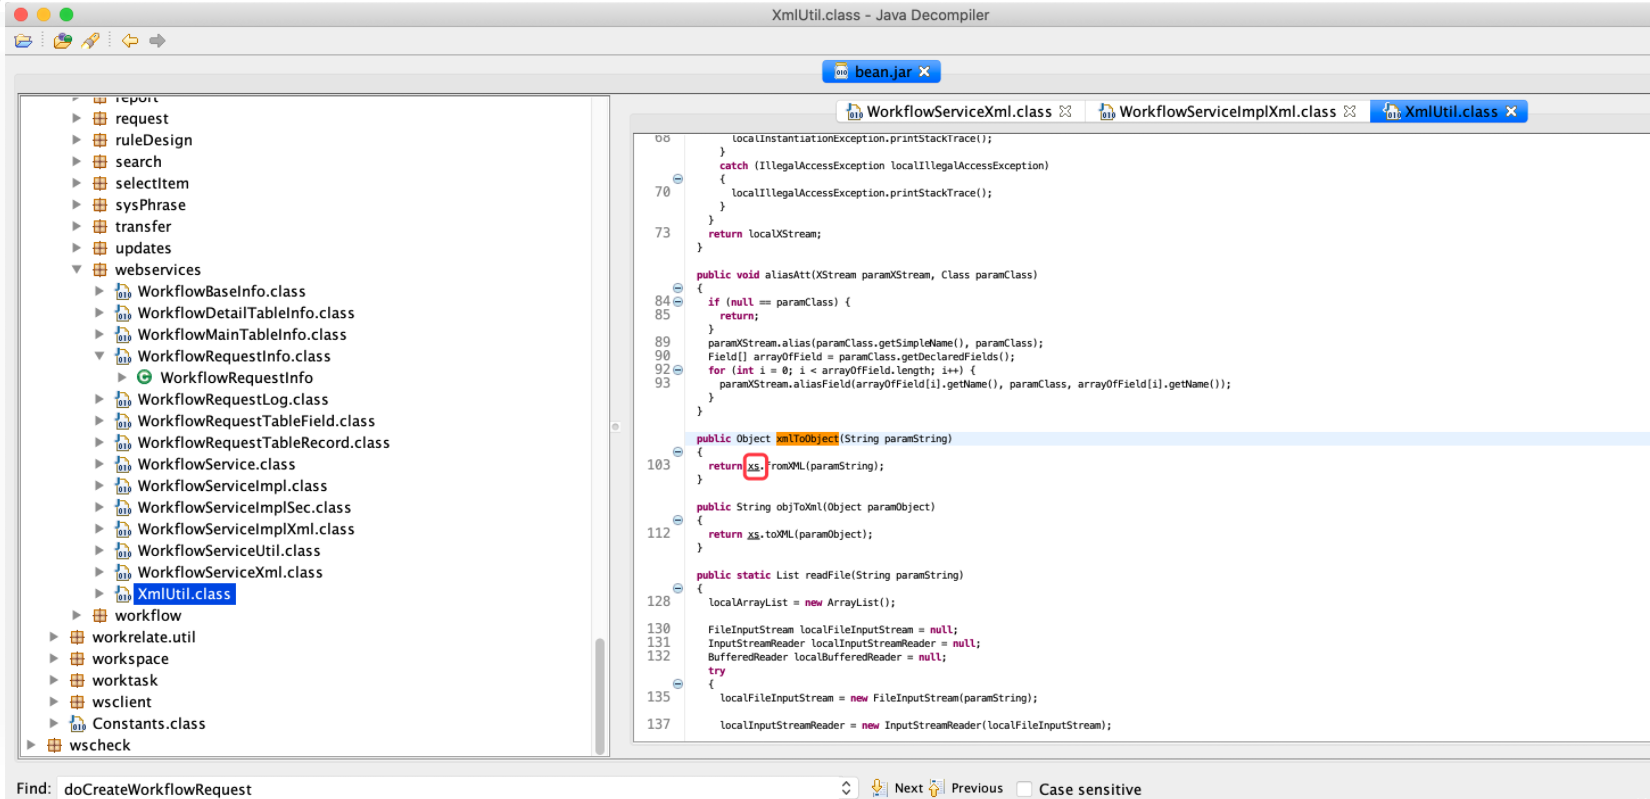 XmlUtil.class - Java Decompiler
bean.jar
report
request
ruleDesign
search
selectItem
sysPhrase
transfer
updates
webservices
WorkflowBaseInfo.class
WorkflowDetailTableInfo.class
WorkflowMainTableInfo.class
WorkflowRequestInfo.class
WorkflowRequestInfo
WorkflowRequestLog.class
WorkflowRequestTableField.class
WorkflowRequestTableRecord.class
WorkflowService.class
WorkflowServiceImpl.class
WorkflowServiceImplSec.class
WorkflowServiceImplXml.class
WorkflowServiceUtil.class
WorkflowServiceXml.class
XmlUtil.class
workflow
workrelate.util
workspace
worktask
wsclient
Constants.class
wscheck
WorkflowServiceXml.class WorkflowServiceImplXml.class XmlUtil.class
68 localInstantiationException.printStackTrace();
}
catch (IllegalAccessException localIllegalAccessException)
{
70 localIllegalAccessException.printStackTrace();
}
}
73 return localXStream;
}
public void aliasAtt(XStream paramXStream, Class paramClass)
{
84 if (null == paramClass) {
85 return;
}
89 paramXStream.alias(paramClass.getSimpleName(), paramClass);
90 Field[] arrayOfField = paramClass.getDeclaredFields();
92 for (int i = 0; i < arrayOfField.length; i++) {
93 paramXStream.aliasField(arrayOfField[i].getName(), paramClass, arrayOfField[i].getName());
}
}
public Object xmlToObject(String paramString)
{
103 return xs.fromXML(paramString);
}
public String objToXml(Object paramObject)
{
112 return xs.toXML(paramObject);
}
public static List readFile(String paramString)
{
128 localArrayList = new ArrayList();
130 FileInputStream localFileInputStream = null;
131 InputStreamReader localInputStreamReader = null;
132 BufferedReader localBufferedReader = null;
try
{
135 localFileInputStream = new FileInputStream(paramString);
137 localInputStreamReader = new InputStreamReader(localFileInputStream);
Find: doCreateWorkflowRequest Next Previous Case sensitive